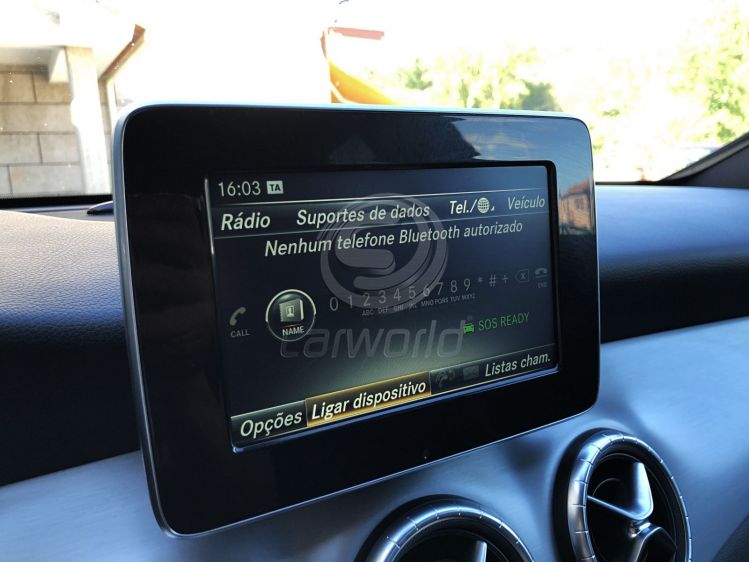 16:03 TA
Rádio Suportes de dados Tel./ Veículo
Nenhum telefone Bluetooth autorizado
0 1 2 3 4 5 6 7 8 9 * # +
ABC DEF GHI JKL MNO PQRS TUV WXYZ
CALL NAME END
SOS READY
carworld
Opções Ligar dispositivo Listas cham.